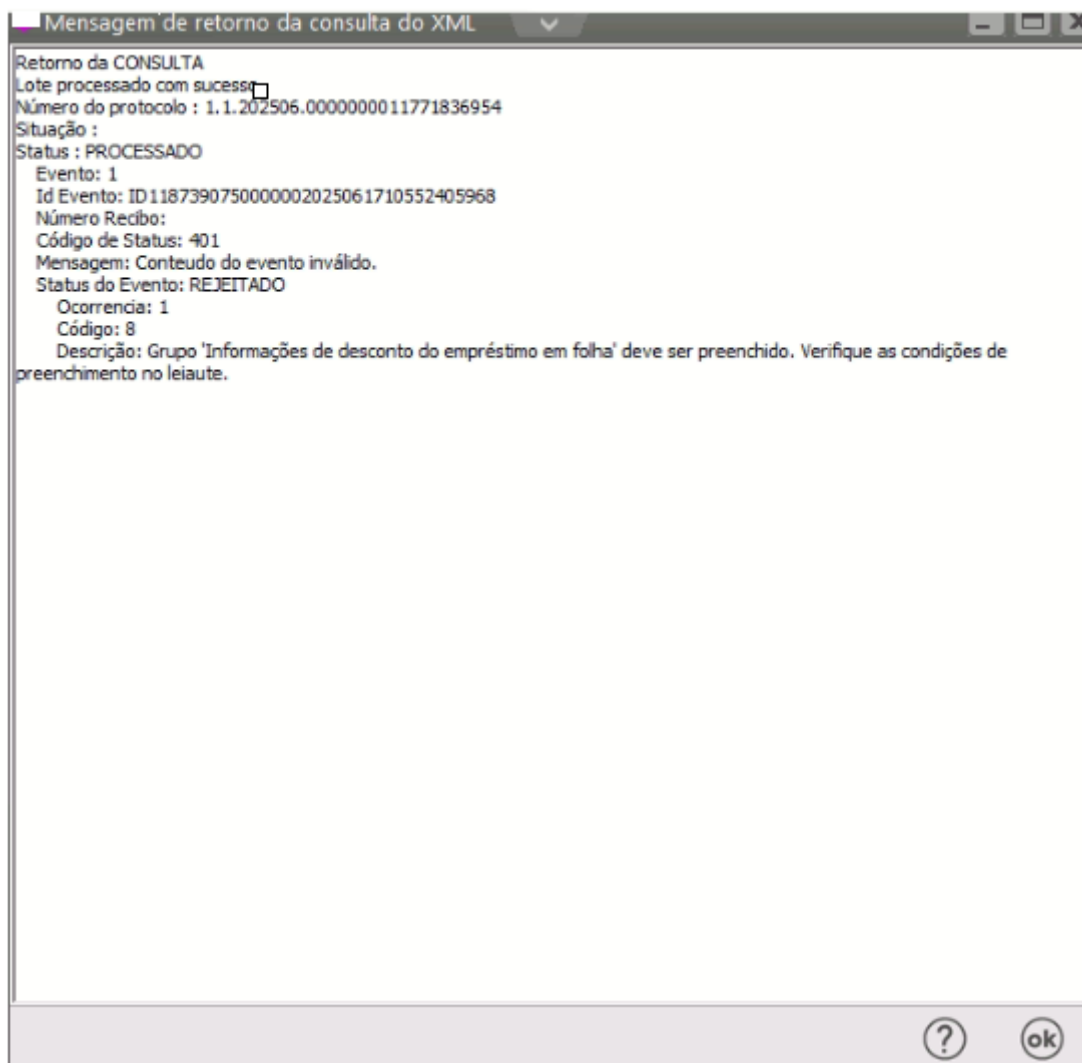 Mensagem de retorno da consulta do XML
Retorno da CONSULTA
Lote processado com sucesso
Número do protocolo : 1.1.202506.0000000011771836954
Situação :
Status : PROCESSADO
Evento: 1
Id Evento: ID1187390750000002025061710552405968
Número Recibo:
Código de Status: 401
Mensagem: Conteudo do evento inválido.
Status do Evento: REJEITADO
Ocorrencia: 1
Código: 8
Descrição: Grupo 'Informações de desconto do empréstimo em folha' deve ser preenchido. Verifique as condições de
preenchimento no leiaute.
? ok